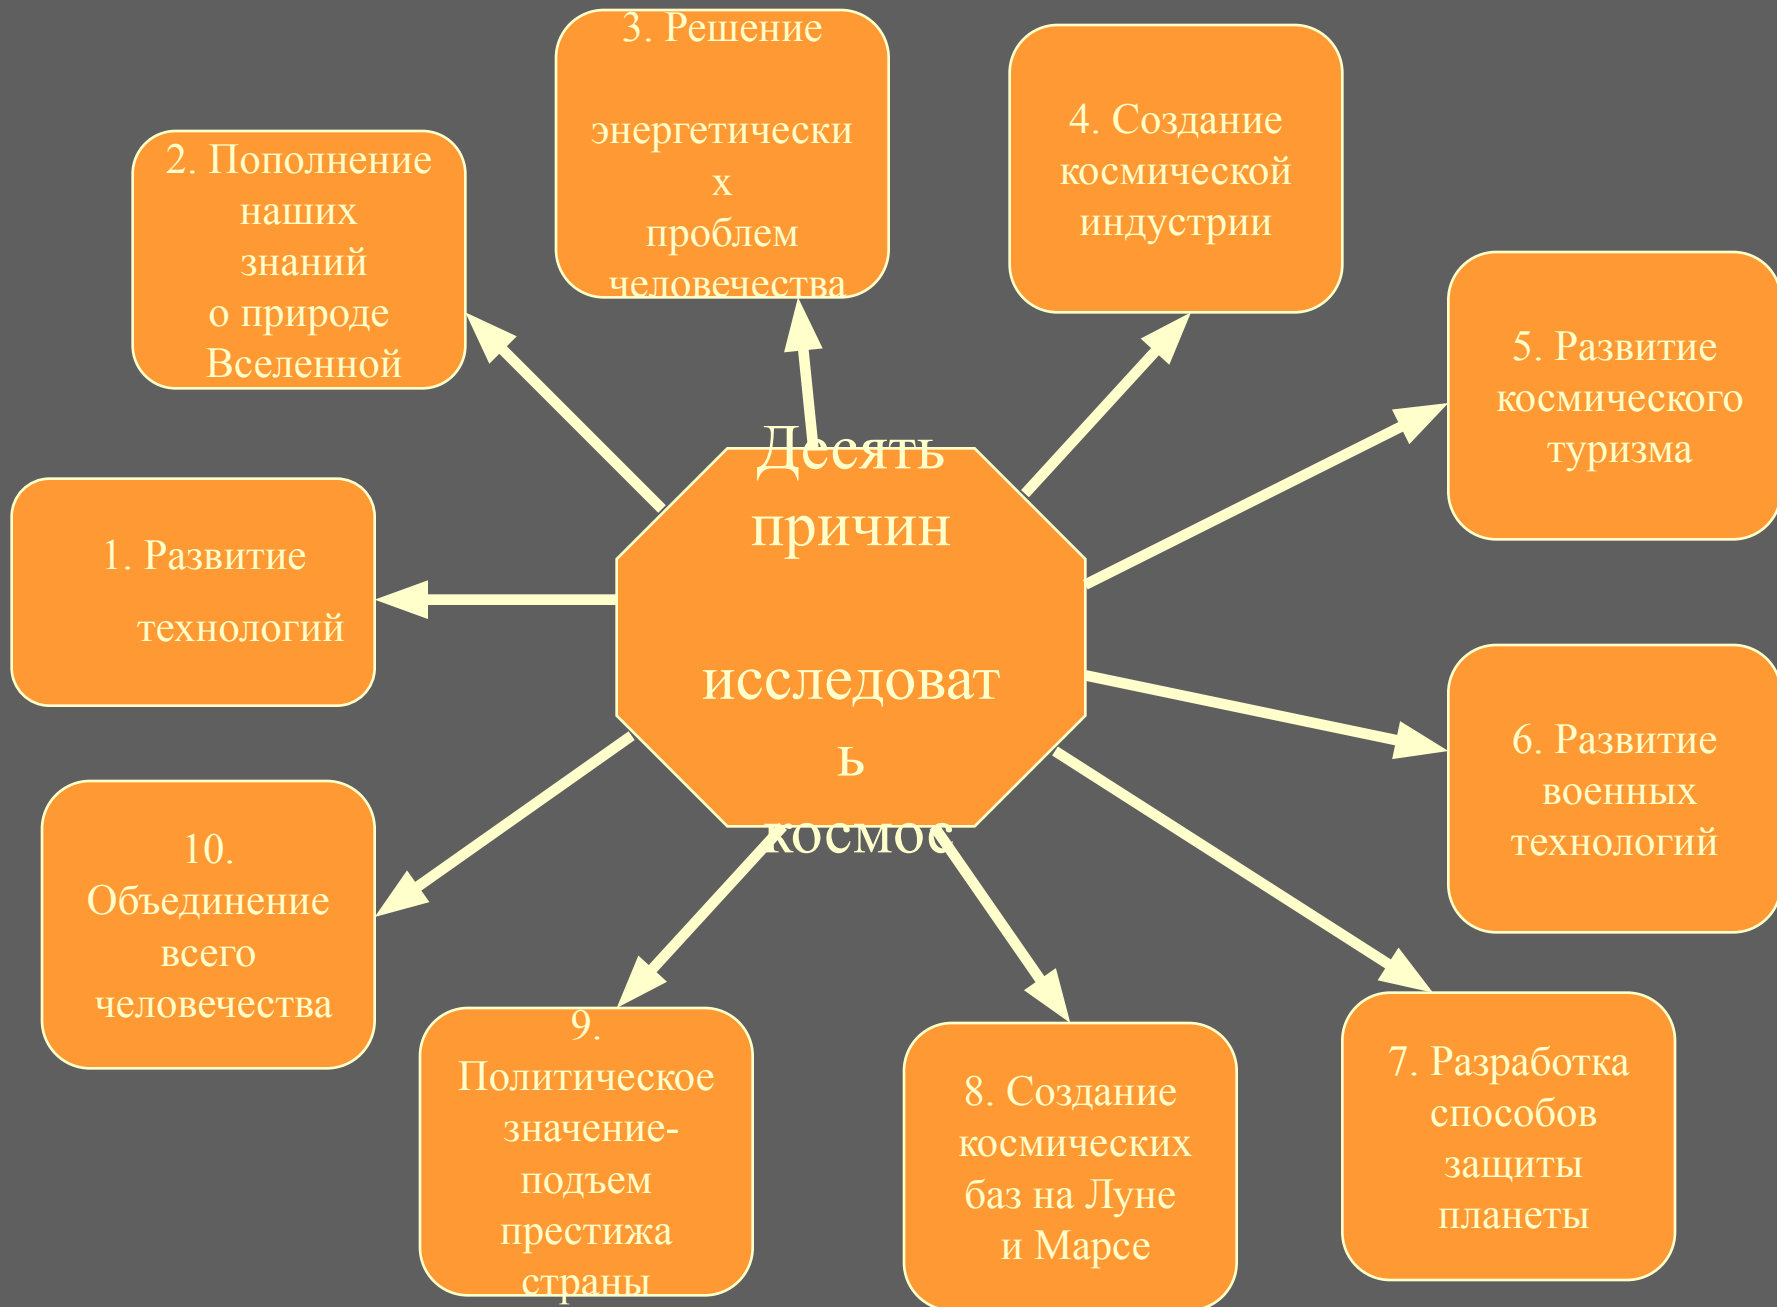 Десять
причин
исследоват
ь
космос
1. Развитие
технологий
2. Пополнение
наших
знаний
о природе
Вселенной
3. Решение
энергетически
х
проблем
человечества
4. Создание
космической
индустрии
5. Развитие
космического
туризма
6. Развитие
военных
технологий
7. Разработка
способов
защиты
планеты
8. Создание
космических
баз на Луне
и Марсе
9.
Политическое
значение-
подъем
престижа
страны
10.
Объединение
всего
человечества